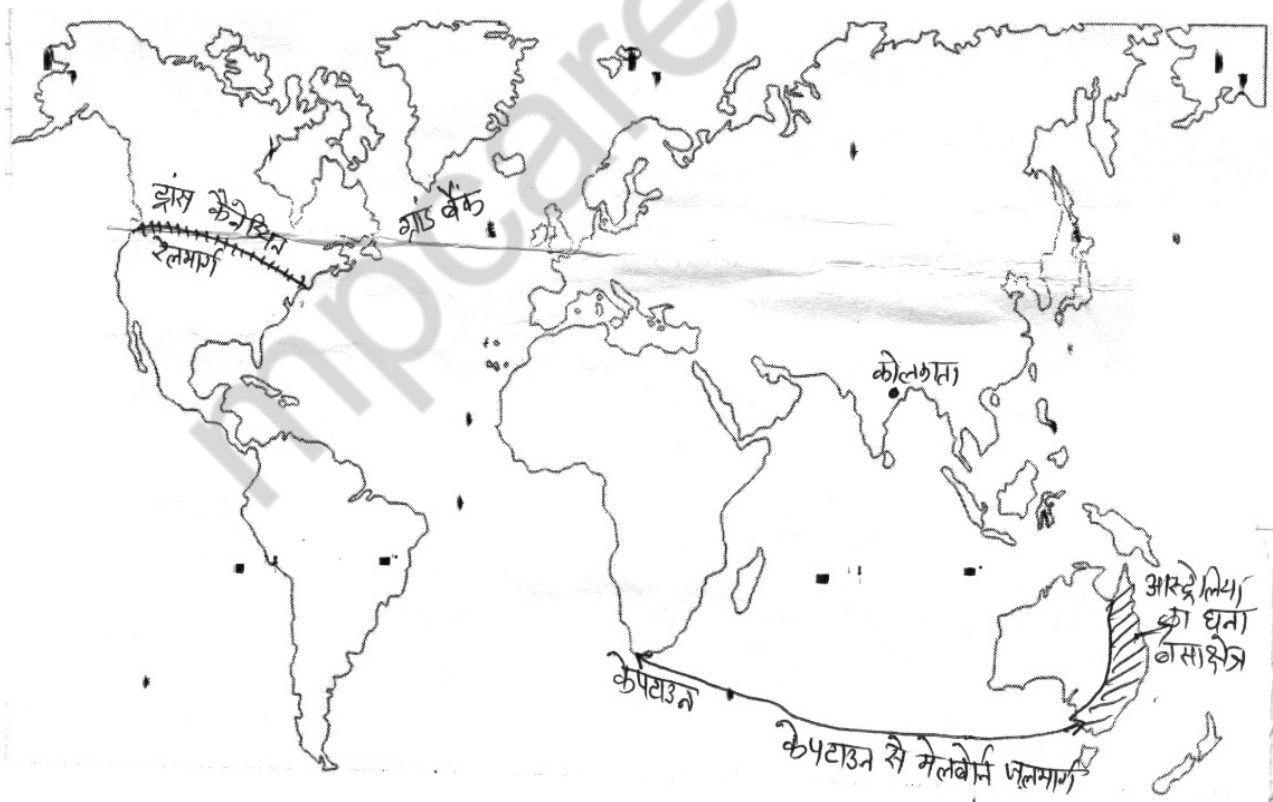 ट्रांस कैनेडियन
रेलमार्ग
ग्रांड बैंक
कोलकाता
आस्ट्रेलिया
का घना
बसाक्षेत्र
केपटाउन
केपटाउन से मेलबोर्न जलमार्ग
mpcare